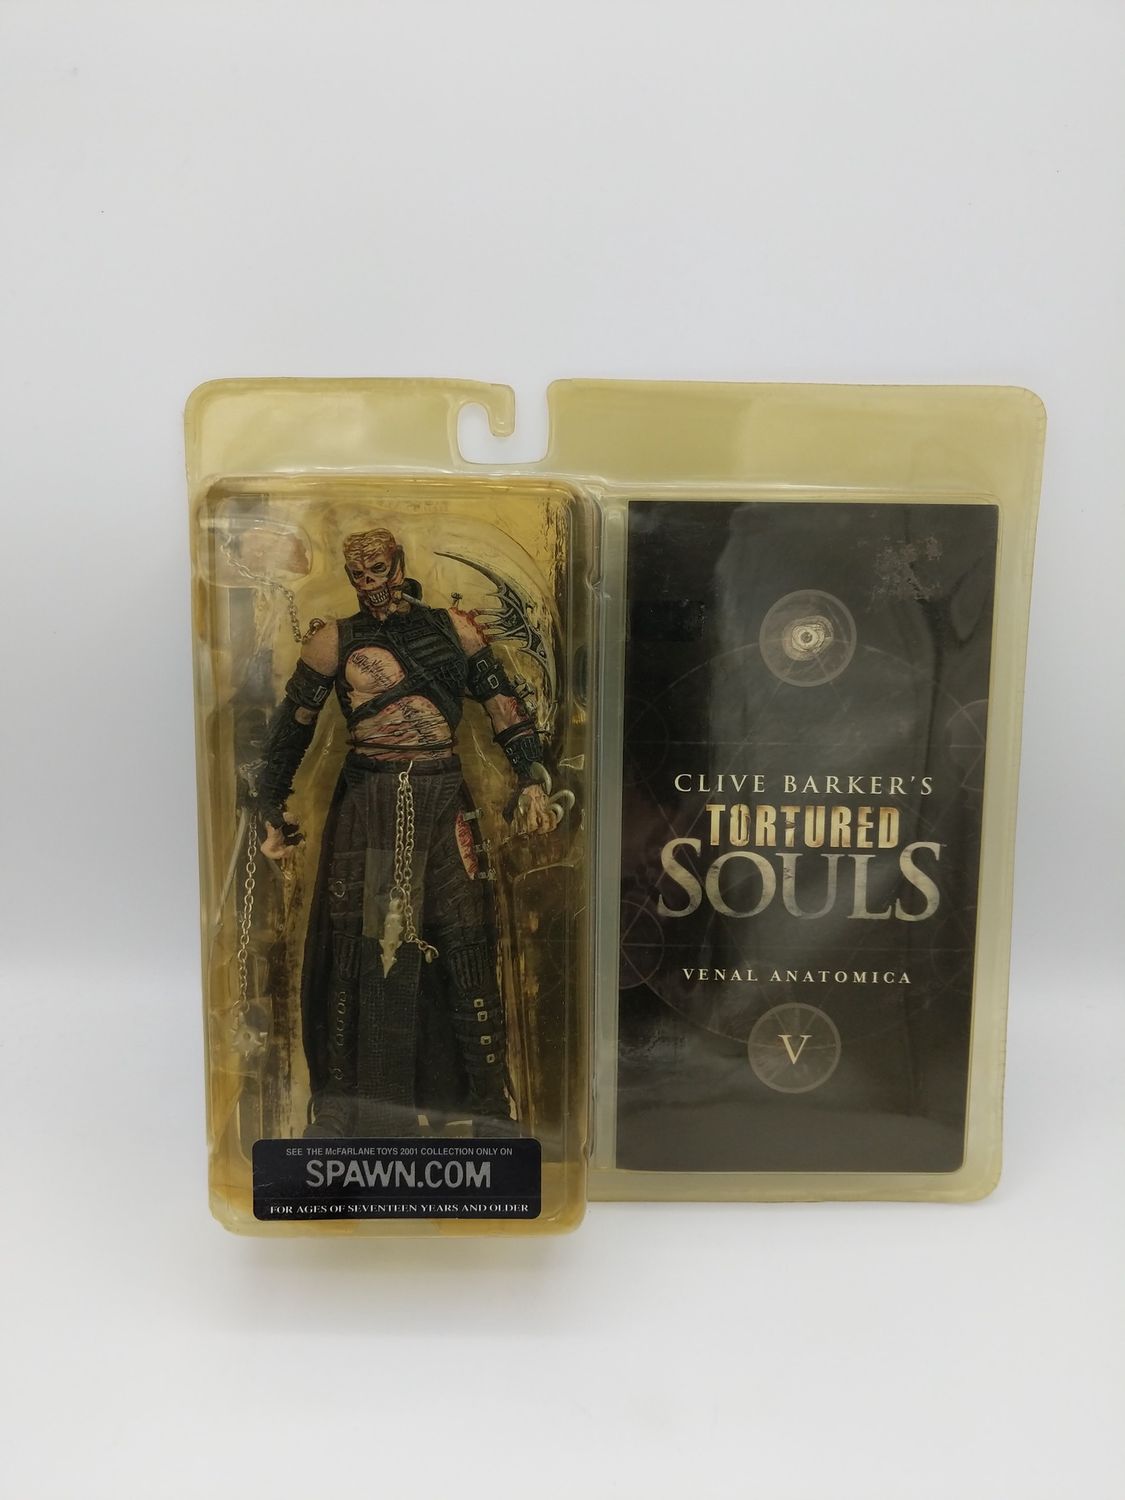 CLIVE BARKER'S
TORTURED
SOULS
VENAL ANATOMICA
V
SEE THE McFARLANE TOYS 2001 COLLECTION ONLY ON
SPAWN.COM
FOR AGES OF SEVENTEEN YEARS AND OLDER